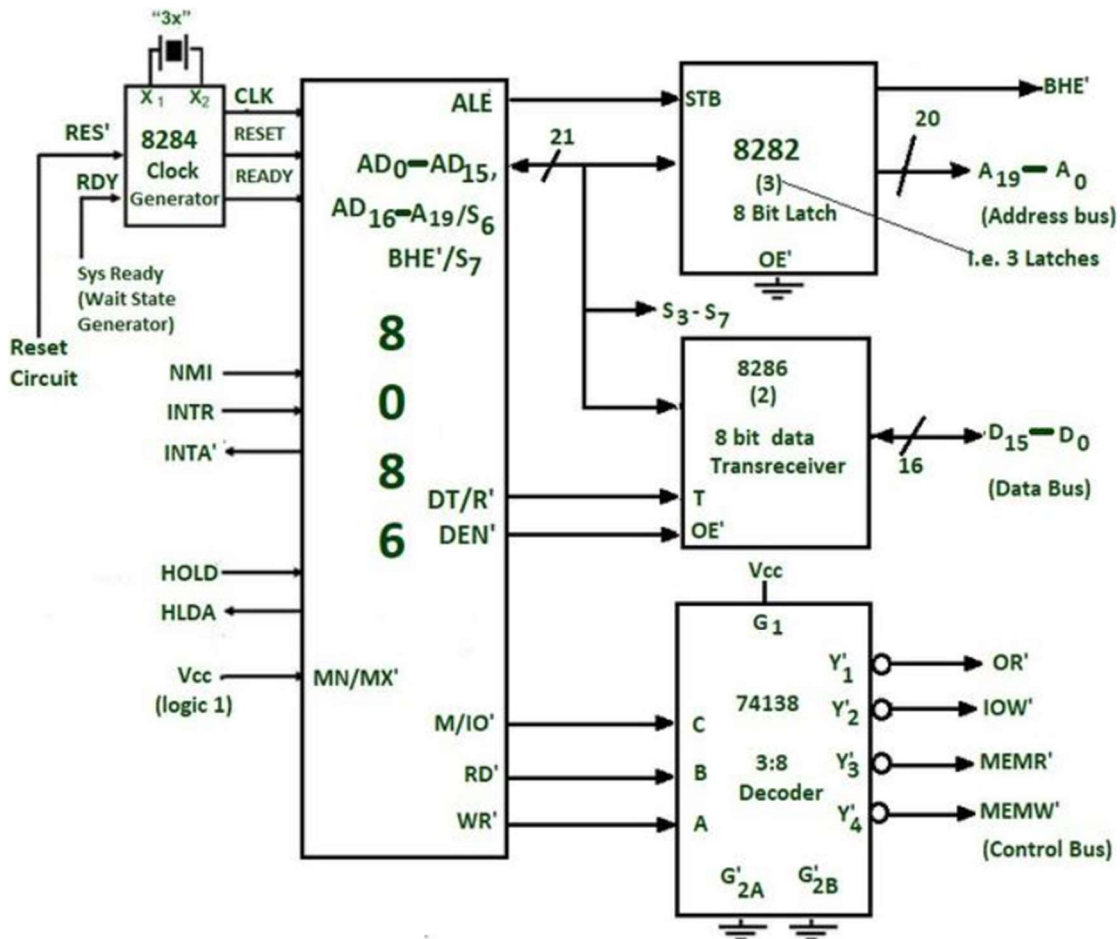 "3x"
X1 X2
CLK
RES'
8284
RESET
Clock
RDY
Generator
READY
Sys Ready
(Wait State
Generator)
Reset
Circuit
NMI
INTR
INTA'
HOLD
HLDA
Vcc
(logic 1)
ALE
AD0-AD15,
AD16-A19/S6
BHE'/S7
8
0
8
6
DT/R'
DEN'
MN/MX'
M/IO'
RD'
WR'
21
STB
8282
(3)
8 Bit Latch
OE'
BHE'
20
A19 - A0
(Address bus)
I.e. 3 Latches
S3 - S7
8286
(2)
8 bit data
Transreceiver
T
OE'
16
D15 - D0
(Data Bus)
Vcc
G1
74138
3:8
Decoder
C
B
A
Y'1
Y'2
Y'3
Y'4
G'2A G'2B
OR'
IOW'
MEMR'
MEMW'
(Control Bus)